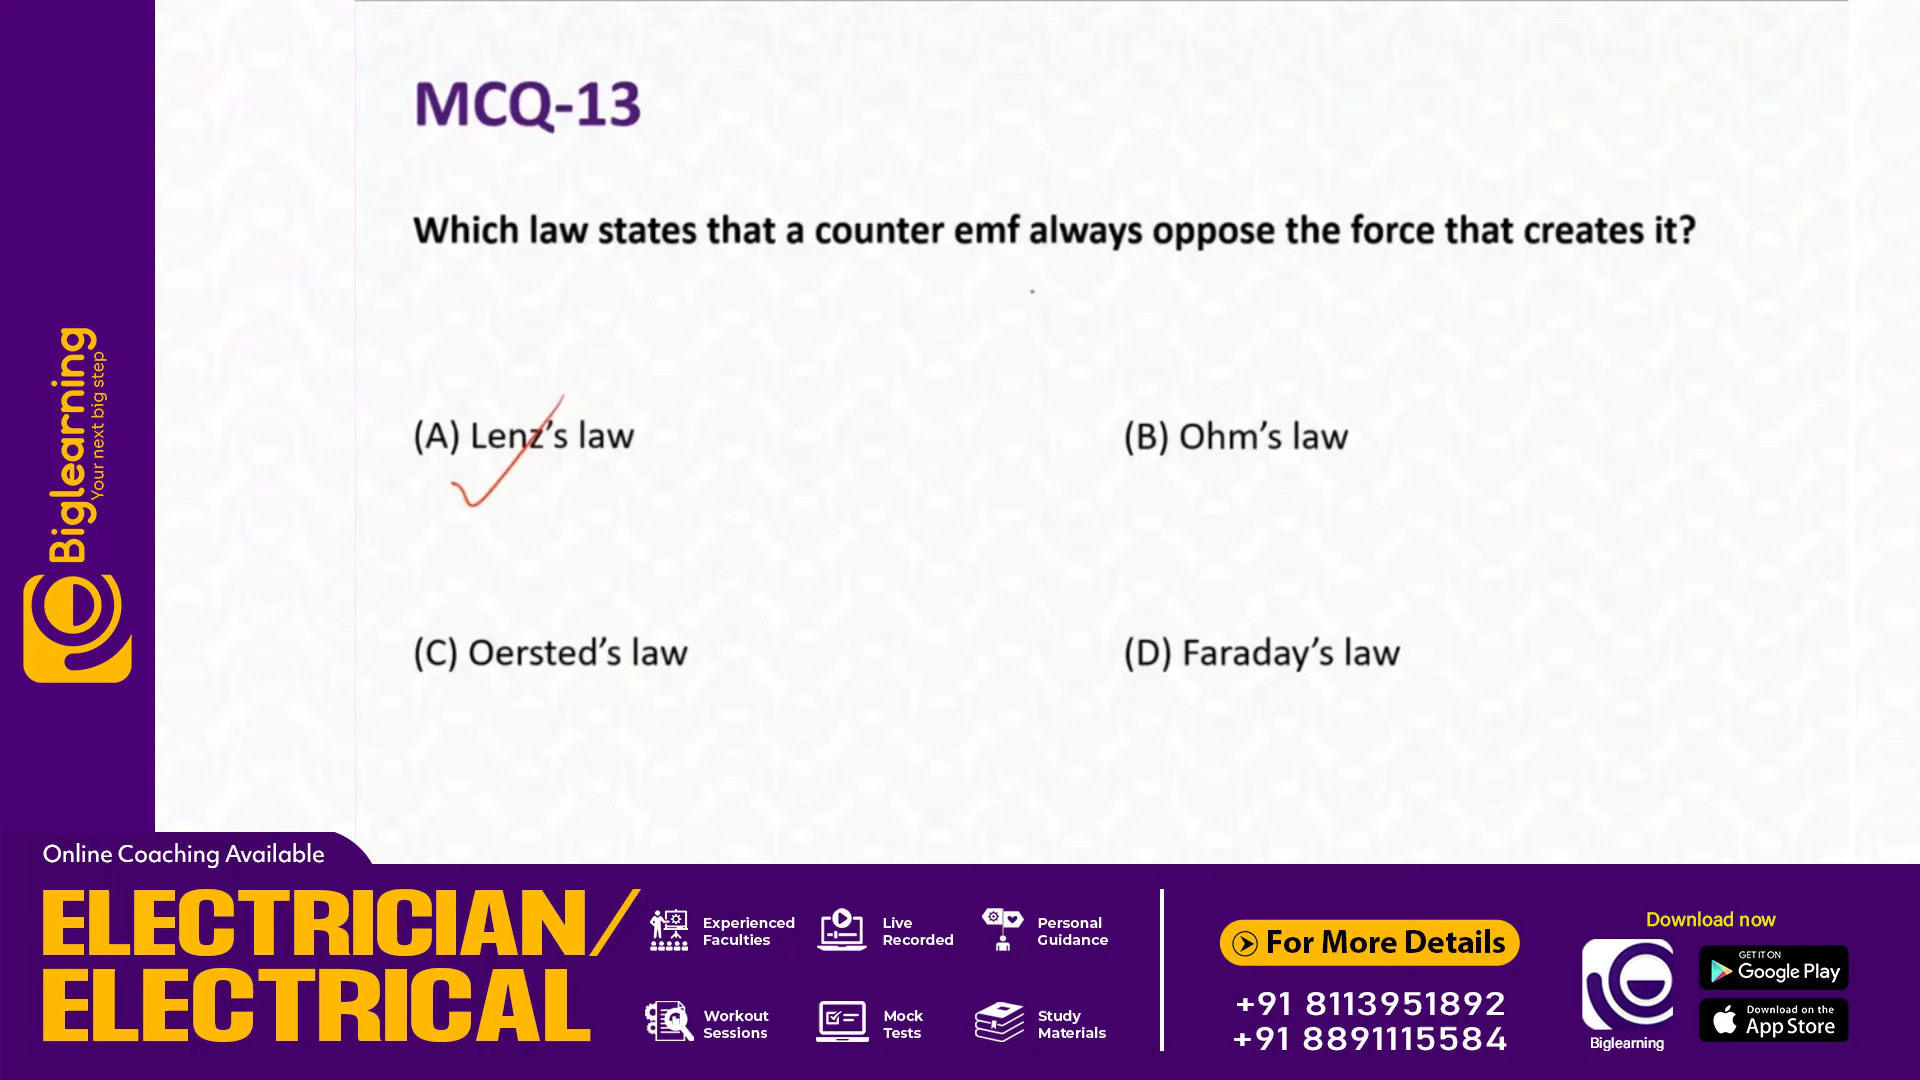 MCQ-13
Which law states that a counter emf always oppose the force that creates it?
(A) Lenz’s law
(B) Ohm’s law
(C) Oersted’s law
(D) Faraday’s law
Biglearning
Your next big step
Online Coaching Available
ELECTRICIAN/
ELECTRICAL
Experienced
Faculties
Live
Recorded
Personal
Guidance
Workout
Sessions
Mock
Tests
Study
Materials
For More Details
+91 8113951892
+91 8891115584
Download now
Biglearning
GET IT ON
Google Play
Download on the
App Store